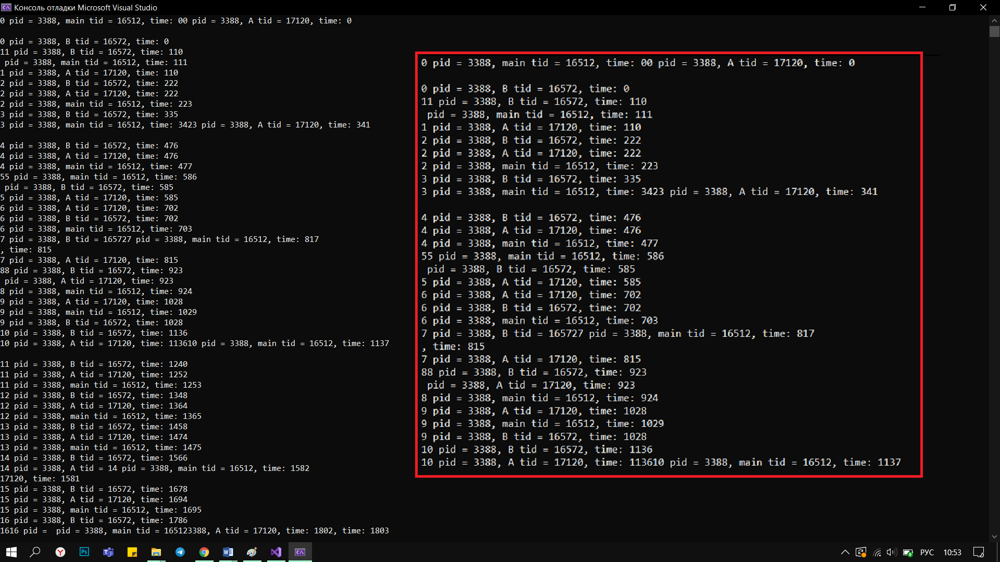 Консоль отладки Microsoft Visual Studio
0 pid = 3388, main tid = 16512, time: 00 pid = 3388, A tid = 17120, time: 0
0 pid = 3388, B tid = 16572, time: 0
11 pid = 3388, B tid = 16572, time: 110
pid = 3388, main tid = 16512, time: 111
1 pid = 3388, A tid = 17120, time: 110
2 pid = 3388, B tid = 16572, time: 222
2 pid = 3388, A tid = 17120, time: 222
2 pid = 3388, main tid = 16512, time: 223
3 pid = 3388, B tid = 16572, time: 335
3 pid = 3388, main tid = 16512, time: 3423 pid = 3388, A tid = 17120, time: 341
4 pid = 3388, B tid = 16572, time: 476
4 pid = 3388, A tid = 17120, time: 476
4 pid = 3388, main tid = 16512, time: 477
55 pid = 3388, main tid = 16512, time: 586
pid = 3388, B tid = 16572, time: 585
5 pid = 3388, A tid = 17120, time: 585
6 pid = 3388, A tid = 17120, time: 702
6 pid = 3388, B tid = 16572, time: 702
6 pid = 3388, main tid = 16512, time: 703
7 pid = 3388, B tid = 165727 pid = 3388, main tid = 16512, time: 817
, time: 815
7 pid = 3388, A tid = 17120, time: 815
88 pid = 3388, B tid = 16572, time: 923
pid = 3388, A tid = 17120, time: 923
8 pid = 3388, main tid = 16512, time: 924
9 pid = 3388, A tid = 17120, time: 1028
9 pid = 3388, main tid = 16512, time: 1029
9 pid = 3388, B tid = 16572, time: 1028
10 pid = 3388, B tid = 16572, time: 1136
10 pid = 3388, A tid = 17120, time: 113610 pid = 3388, main tid = 16512, time: 1137
11 pid = 3388, B tid = 16572, time: 1240
11 pid = 3388, A tid = 17120, time: 1252
11 pid = 3388, main tid = 16512, time: 1253
12 pid = 3388, B tid = 16572, time: 1348
12 pid = 3388, A tid = 17120, time: 1364
12 pid = 3388, main tid = 16512, time: 1365
13 pid = 3388, B tid = 16572, time: 1458
13 pid = 3388, A tid = 17120, time: 1474
13 pid = 3388, main tid = 16512, time: 1475
14 pid = 3388, B tid = 16572, time: 1566
14 pid = 3388, A tid = 14 pid = 3388, main tid = 16512, time: 1582
17120, time: 1581
15 pid = 3388, B tid = 16572, time: 1678
15 pid = 3388, A tid = 17120, time: 1694
15 pid = 3388, main tid = 16512, time: 1695
16 pid = 3388, B tid = 16572, time: 1786
1616 pid =  pid = 3388, main tid = 165123388, A tid = 17120, time: 1802, time: 1803
0 pid = 3388, main tid = 16512, time: 00 pid = 3388, A tid = 17120, time: 0
0 pid = 3388, B tid = 16572, time: 0
11 pid = 3388, B tid = 16572, time: 110
pid = 3388, main tid = 16512, time: 111
1 pid = 3388, A tid = 17120, time: 110
2 pid = 3388, B tid = 16572, time: 222
2 pid = 3388, A tid = 17120, time: 222
2 pid = 3388, main tid = 16512, time: 223
3 pid = 3388, B tid = 16572, time: 335
3 pid = 3388, main tid = 16512, time: 3423 pid = 3388, A tid = 17120, time: 341
4 pid = 3388, B tid = 16572, time: 476
4 pid = 3388, A tid = 17120, time: 476
4 pid = 3388, main tid = 16512, time: 477
55 pid = 3388, main tid = 16512, time: 586
pid = 3388, B tid = 16572, time: 585
5 pid = 3388, A tid = 17120, time: 585
6 pid = 3388, A tid = 17120, time: 702
6 pid = 3388, B tid = 16572, time: 702
6 pid = 3388, main tid = 16512, time: 703
7 pid = 3388, B tid = 165727 pid = 3388, main tid = 16512, time: 817
, time: 815
7 pid = 3388, A tid = 17120, time: 815
88 pid = 3388, B tid = 16572, time: 923
pid = 3388, A tid = 17120, time: 923
8 pid = 3388, main tid = 16512, time: 924
9 pid = 3388, A tid = 17120, time: 1028
9 pid = 3388, main tid = 16512, time: 1029
9 pid = 3388, B tid = 16572, time: 1028
10 pid = 3388, B tid = 16572, time: 1136
10 pid = 3388, A tid = 17120, time: 113610 pid = 3388, main tid = 16512, time: 1137
РУС 10:53